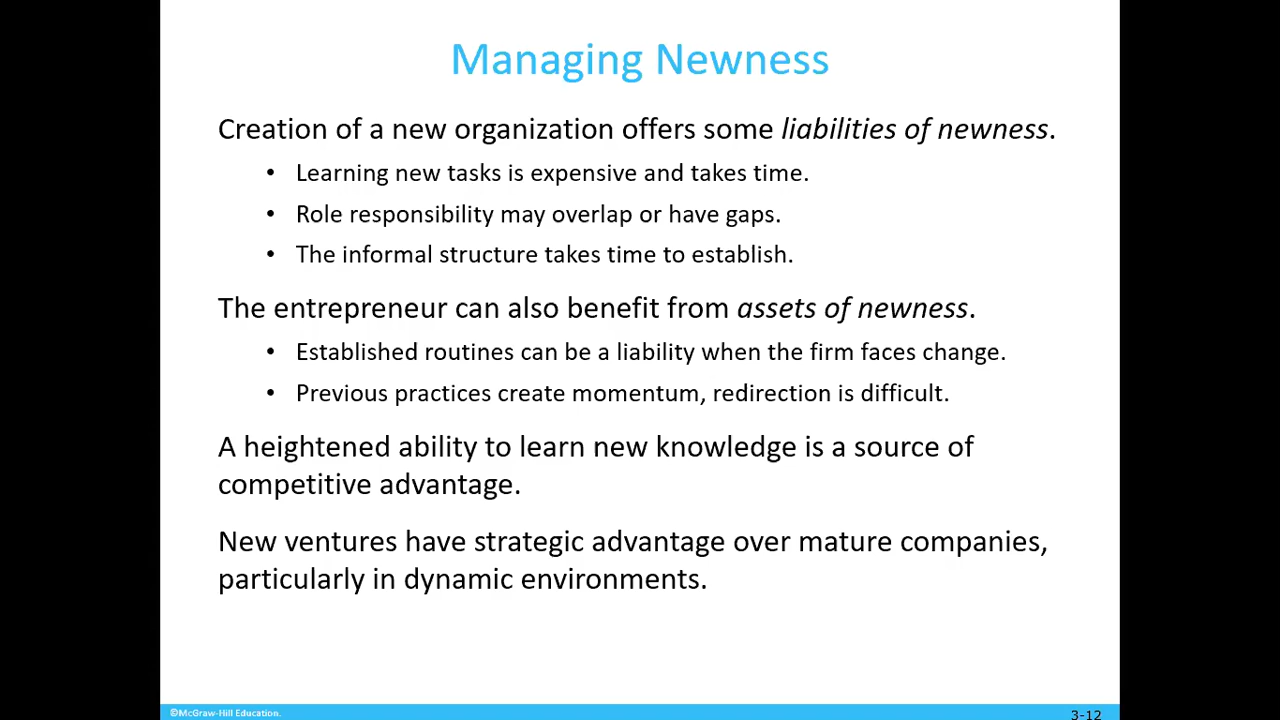 Managing Newness
Creation of a new organization offers some liabilities of newness.
• Learning new tasks is expensive and takes time.
• Role responsibility may overlap or have gaps.
• The informal structure takes time to establish.
The entrepreneur can also benefit from assets of newness.
• Established routines can be a liability when the firm faces change.
• Previous practices create momentum, redirection is difficult.
A heightened ability to learn new knowledge is a source of
competitive advantage.
New ventures have strategic advantage over mature companies,
particularly in dynamic environments.
©McGraw-Hill Education.
3-12